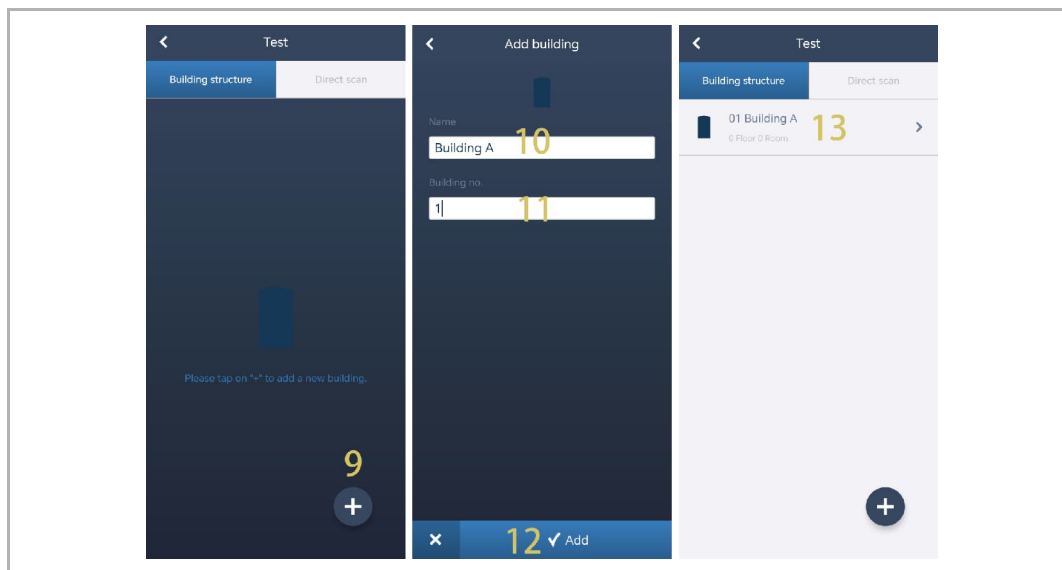 Test
Building structure
Direct scan
Please tap on "+" to add a new building.
9
Add building
Name
Building A
10
Building no.
1
11
12
Add
Test
Building structure
Direct scan
01 Building A
0 Floor 0 Room
13